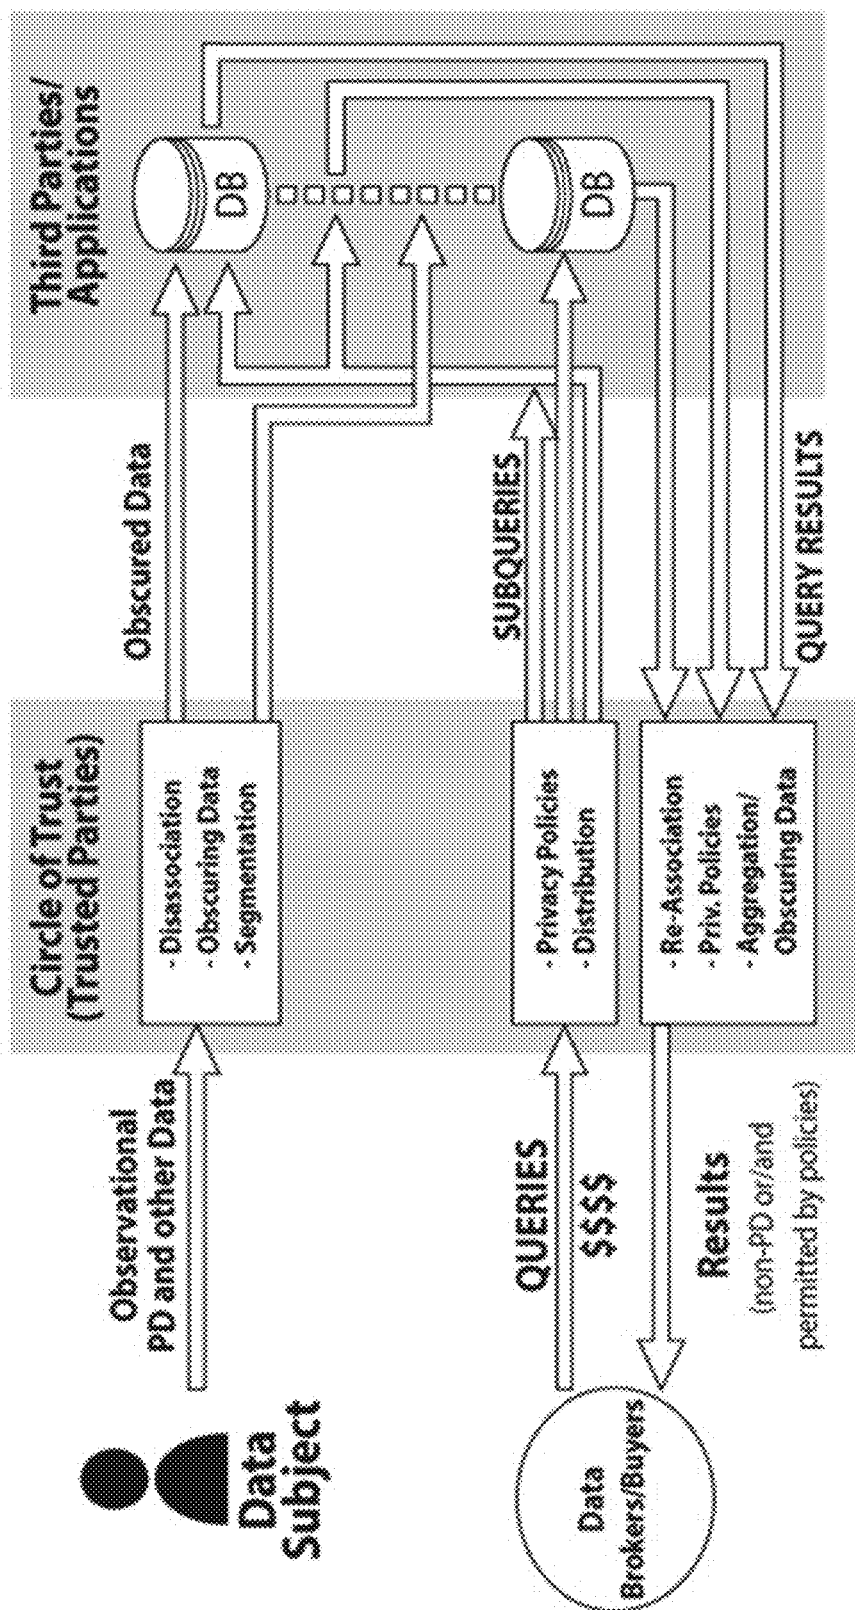 Data
Subject
Observational
PD and other Data
Circle of Trust
(Trusted Parties)
- Disassociation
- Obscuring Data
- Segmentation
Obscured Data
Third Parties/
Applications
DB
DB
Data
Brokers/Buyers
QUERIES
$$$$
- Privacy Policies
- Distribution
SUBQUERIES
Results
(non-PD or/and
permitted by policies)
- Re-Association
- Priv. Policies
- Aggregation/
Obscuring Data
QUERY RESULTS